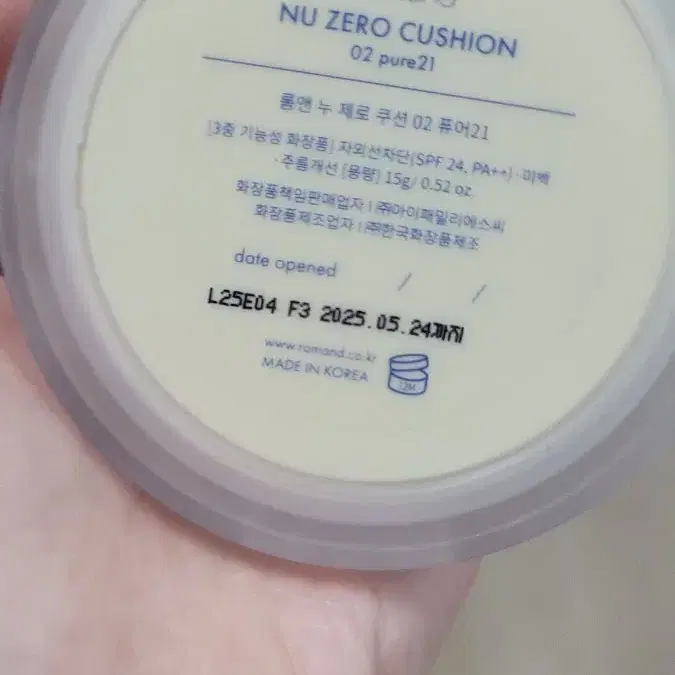 NU ZERO CUSHION
02 pure21
롬앤 누 제로 쿠션 02 퓨어21
[3중 기능성 화장품] 자외선차단(SPF 24, PA++)·미백
·주름개선 [용량] 15g/ 0.52 oz.
화장품책임판매업자 I ㈜아이패밀리에스씨
화장품제조업자 I ㈜한국화장품제조
date opened / /
L25E04 F3 2025.05.24까지
www.romand.co.kr
MADE IN KOREA
12M